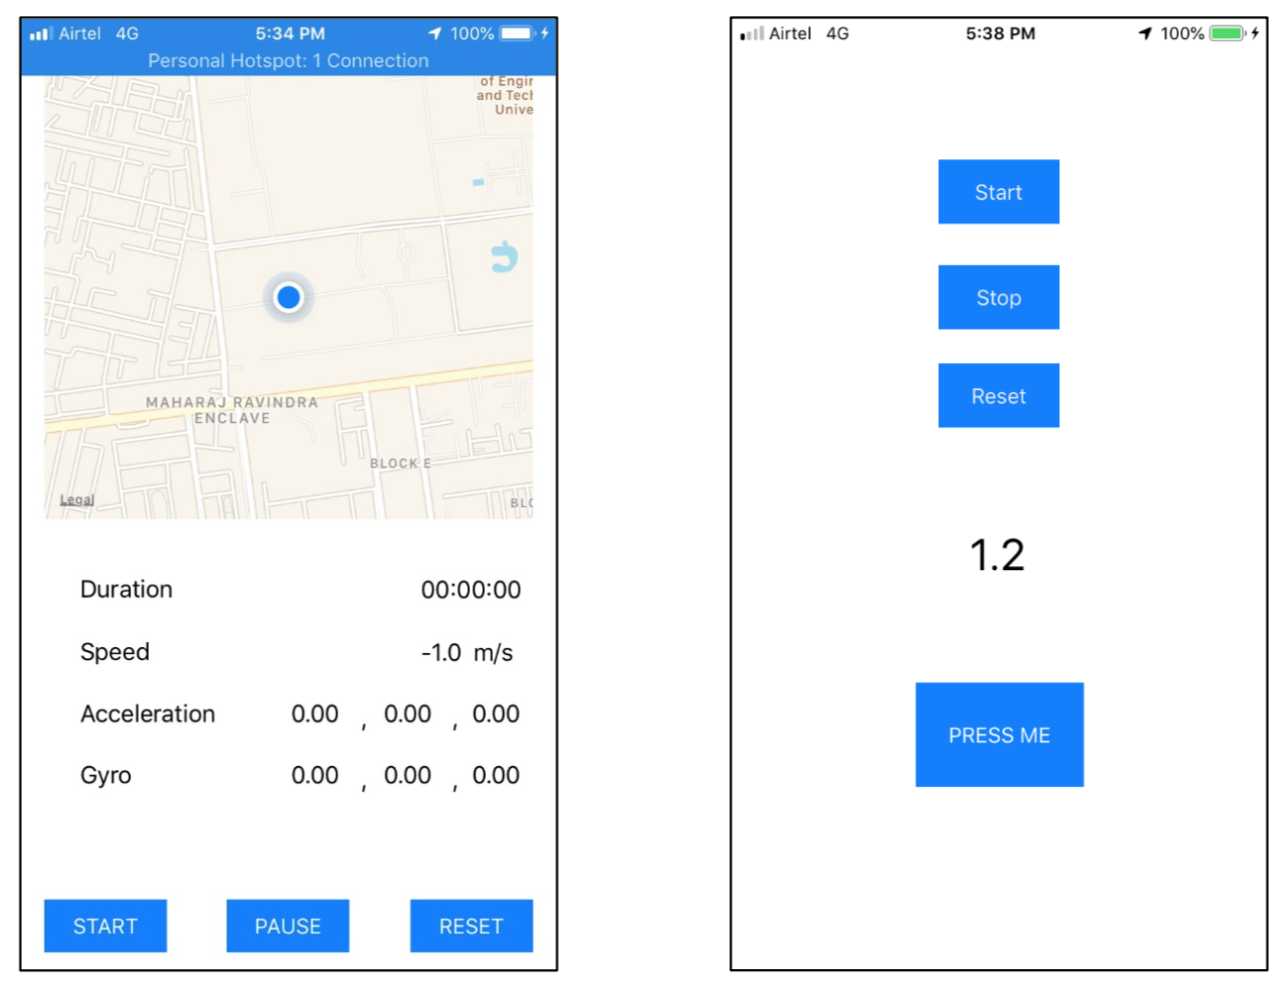 Airtel 4G 5:34 PM 100%
Personal Hotspot: 1 Connection
of Engir
and Tech
Unive
MAHARAJ RAVINDRA
ENCLAVE
BLOCK E
Legal
BLO
Duration 00:00:00
Speed -1.0 m/s
Acceleration 0.00 , 0.00 , 0.00
Gyro 0.00 , 0.00 , 0.00
START PAUSE RESET
Airtel 4G 5:38 PM 100%
Start
Stop
Reset
1.2
PRESS ME